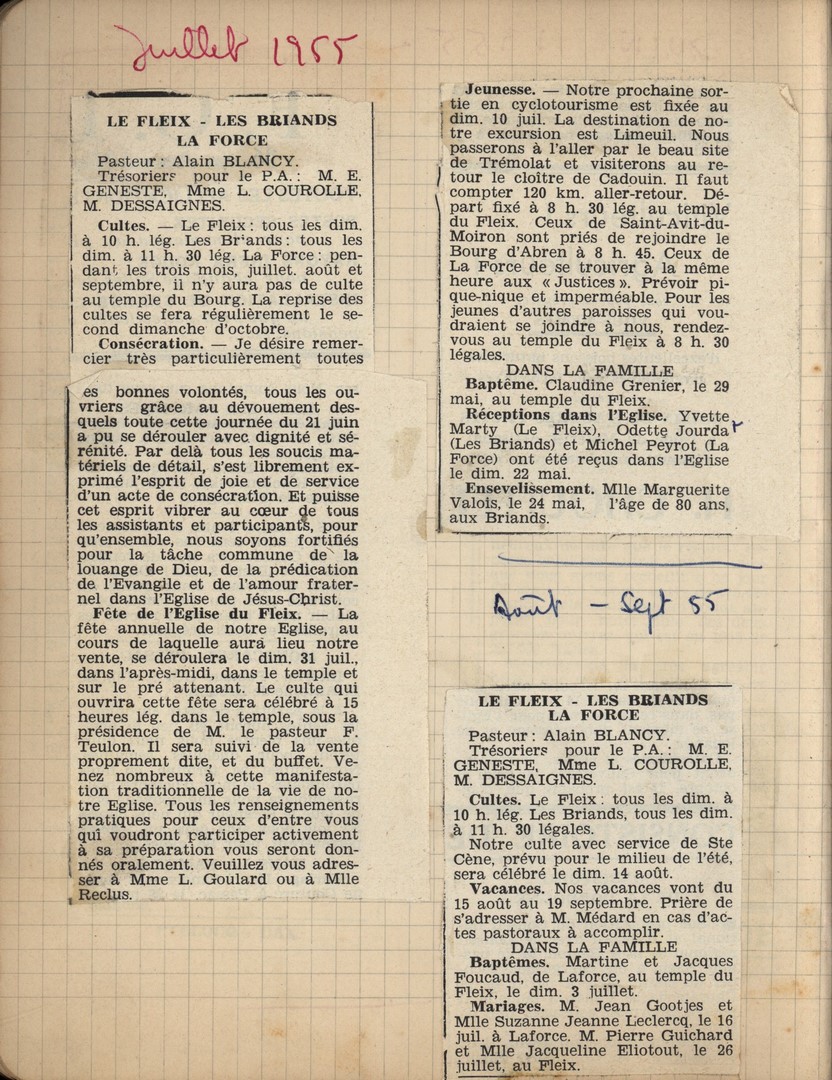 Juillet 1955
LE FLEIX - LES BRIANDS
LA FORCE
Pasteur : Alain BLANCY.
Trésoriers pour le P.A. : M. E.
GENESTE, Mme L. COUROLLE,
M. DESSAIGNES.
Cultes. — Le Fleix : tous les dim.
à 10 h. lég. Les Briands : tous les
dim. à 11 h. 30 lég. La Force : pen-
dant les trois mois, juillet, août et
septembre, il n'y aura pas de culte
au temple du Bourg. La reprise des
cultes se fera régulièrement le se-
cond dimanche d'octobre.
Consécration. — Je désire remer-
cier très particulièrement toutes
es bonnes volontés, tous les ou-
vriers grâce au dévouement des-
quels toute cette journée du 21 juin
a pu se dérouler avec dignité et sé-
rénité. Par delà tous les soucis ma-
tériels de détail, s'est librement ex-
primé l'esprit de joie et de service
d'un acte de consécration. Et puisse
cet esprit vibrer au cœur de tous
les assistants et participants, pour
qu'ensemble, nous soyons fortifiés
pour la tâche commune de la
louange de Dieu, de la prédication
de l'Evangile et de l'amour frater-
nel dans l'Eglise de Jésus-Christ.
Fête de l'Eglise du Fleix. — La
fête annuelle de notre Eglise, au
cours de laquelle aura lieu notre
vente, se déroulera le dim. 31 juil.,
dans l'après-midi, dans le temple et
sur le pré attenant. Le culte qui
ouvrira cette fête sera célébré à 15
heures lég. dans le temple, sous la
présidence de M. le pasteur F.
Teulon. Il sera suivi de la vente
proprement dite, et du buffet. Ve-
nez nombreux à cette manifesta-
tion traditionnelle de la vie de no-
tre Eglise. Tous les renseignements
pratiques pour ceux d'entre vous
qui voudront participer activement
à sa préparation vous seront don-
nés oralement. Veuillez vous adres-
ser à Mme L. Goulard ou à Mlle
Reclus.
Jeunesse. — Notre prochaine sor-
tie en cyclotourisme est fixée au
dim. 10 juil. La destination de no-
tre excursion est Limeuil. Nous
passerons à l'aller par le beau site
de Trémolat et visiterons au re-
tour le cloître de Cadouin. Il faut
compter 120 km. aller-retour. Dé-
part fixé à 8 h. 30 lég. au temple
du Fleix. Ceux de Saint-Avit-du-
Moiron sont priés de rejoindre le
Bourg d'Abren à 8 h. 45. Ceux de
La Force de se trouver à la même
heure aux « Justices ». Prévoir pi-
que-nique et imperméable. Pour les
jeunes d'autres paroisses qui vou-
draient se joindre à nous, rendez-
vous au temple du Fleix à 8 h. 30
légales.
DANS LA FAMILLE
Baptême. Claudine Grenier, le 29
mai, au temple du Fleix.
Réceptions dans l'Eglise. Yvette
Marty (Le Fleix), Odette Jourdar
(Les Briands) et Michel Peyrot (La
Force) ont été reçus dans l'Eglise
le dim. 22 mai.
Ensevelissement. Mlle Marguerite
Valois, le 24 mai, l'âge de 80 ans,
aux Briands.
Août - Sept 55
LE FLEIX - LES BRIANDS
LA FORCE
Pasteur : Alain BLANCY.
Trésoriers pour le P.A. : M. E.
GENESTE, Mme L. COUROLLE,
M. DESSAIGNES.
Cultes. Le Fleix : tous les dim. à
10 h. lég. Les Briands, tous les dim.
à 11 h. 30 légales.
Notre culte avec service de Ste
Cène, prévu pour le milieu de l'été,
sera célébré le dim. 14 août.
Vacances. Nos vacances vont du
15 août au 19 septembre. Prière de
s'adresser à M. Médard en cas d'ac-
tes pastoraux à accomplir.
DANS LA FAMILLE
Baptêmes. Martine et Jacques
Foucaud, de Laforce, au temple du
Fleix, le dim. 3 juillet.
Mariages. M. Jean Gootjes et
Mlle Suzanne Jeanne Leclercq, le 16
juil. à Laforce. M. Pierre Guichard
et Mlle Jacqueline Eliotout, le 26
juillet, au Fleix.